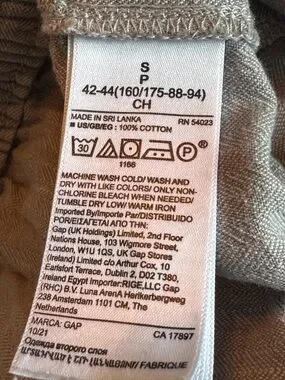 S
P
42-44(160/175-88-94)
CH
MADE IN SRI LANKA RN 54023
■ US/GB/EG : 100% COTTON
30 P
1166
MACHINE WASH COLD/ WASH AND
DRY WITH LIKE COLORS/ ONLY NON-
CHLORINE BLEACH WHEN NEEDED/
TUMBLE DRY LOW/ WARM IRON
Imported By/Importe Par/DISTRIBUIDO
POR/ΕΙΣΑΓΕΤΑΙ ΑΠΟ ΤΗΝ:
Gap (UK Holdings) Limited, 2nd Floor
Nations House, 103 Wigmore Street,
London, W1U 1QS, UK Gap Stores
(Ireland) Limited c/o Arthur Cox, 10
Earlsfort Terrace, Dublin 2, D02 T380,
Ireland Egypt Importer:RIGE,LLC Gap
(RHC) B.V. Luna ArenA Herikerbergweg
238 Amsterdam 1101 CM, The
Netherlands
MARCA: GAP CA 17897
10/21
Одежда второго слоя
FABRIQUÉ